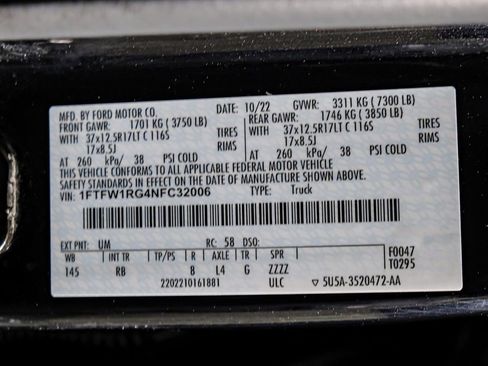 MFD. BY FORD MOTOR CO. 10/22 GVWR: 3311 KG ( 7300 LB)
FRONT GAWR: 1701 KG ( 3750 LB) REAR GAWR: 1746 KG ( 3850 LB)
WITH 37x12.5R17LT C 116S TIRES WITH 37x12.5R17LT C 116S TIRES
17x8.5J RIMS 17x8.5J RIMS
AT 260 kPa/ 38 PSI COLD AT 260 kPa/ 38 PSI COLD
THIS VEHICLE CONFORMS TO ALL APPLICABLE FEDERAL MOTOR VEHICLE
SAFETY STANDARDS IN EFFECT ON THE DATE OF MANUFACTURE SHOWN ABOVE.
VIN: 1FTFW1RG4NFC32006 TYPE: Truck
EXT PNT: UM RC: 58 DSO:
WB INT TR TP/PS R AXLE TR SPR F0047
145 RB B L4 G ZZZZ T0295
2202210161881 ULC 5U5A-3520472-AA